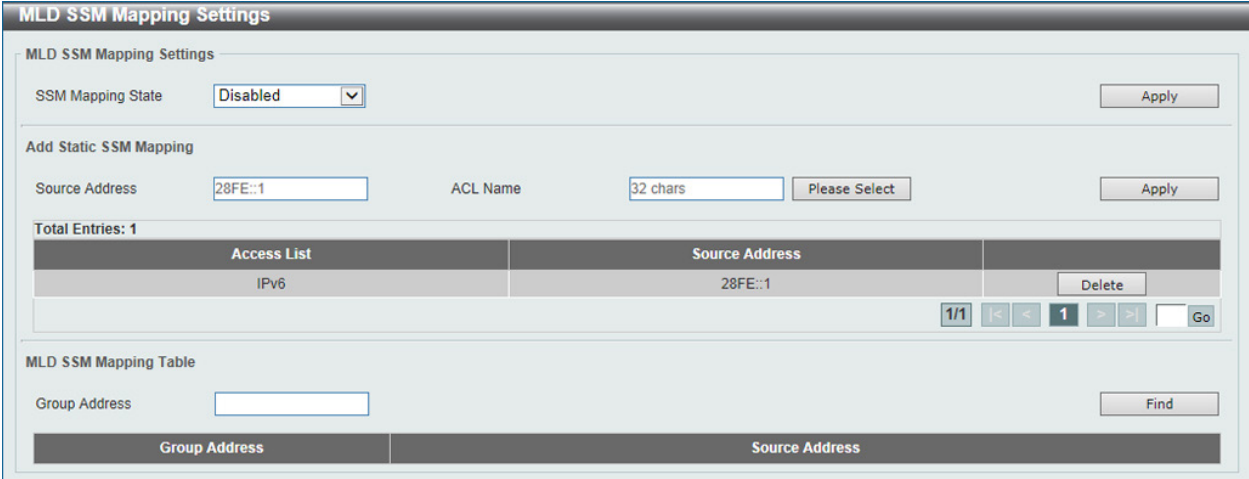 MLD SSM Mapping Settings
MLD SSM Mapping Settings
SSM Mapping State Disabled Apply
Add Static SSM Mapping
Source Address 28FE::1 ACL Name 32 chars Please Select Apply
Total Entries: 1
Access List Source Address
IPv6 28FE::1 Delete
1/1 |< < 1 > >| Go
MLD SSM Mapping Table
Group Address Find
Group Address Source Address